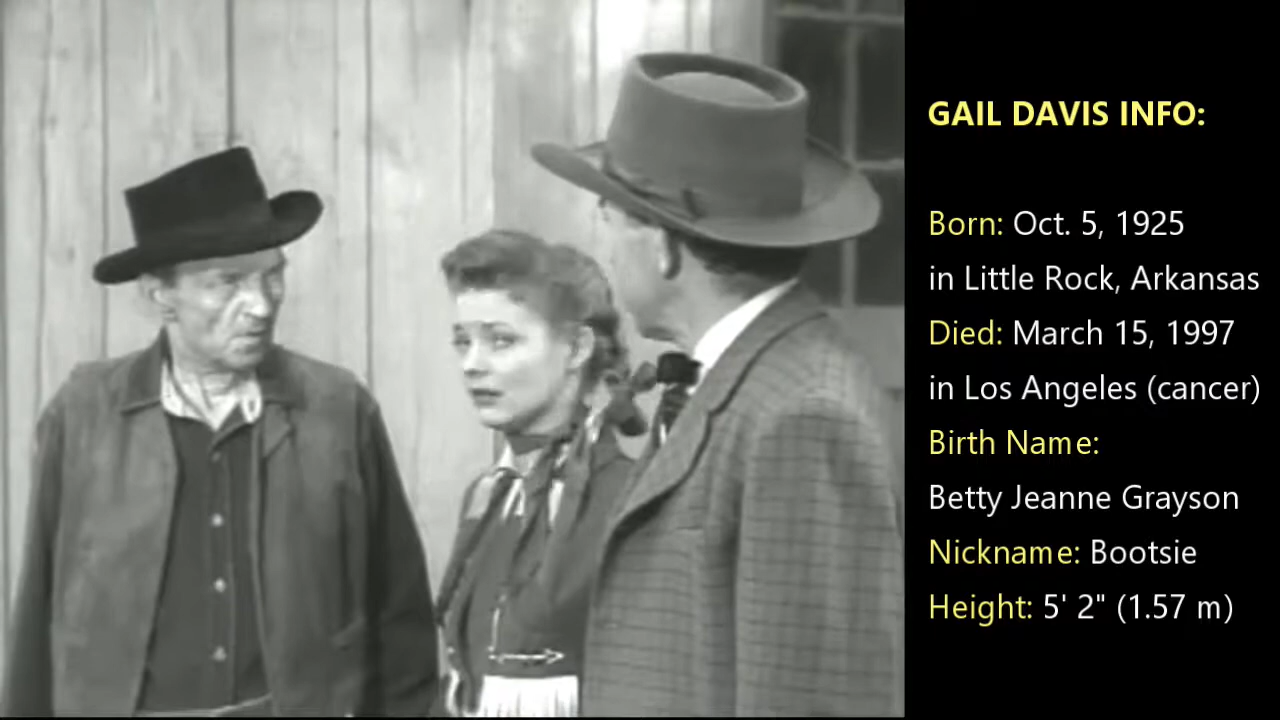 GAIL DAVIS INFO:
Born: Oct. 5, 1925
in Little Rock, Arkansas
Died: March 15, 1997
in Los Angeles (cancer)
Birth Name:
Betty Jeanne Grayson
Nickname: Bootsie
Height: 5' 2" (1.57 m)